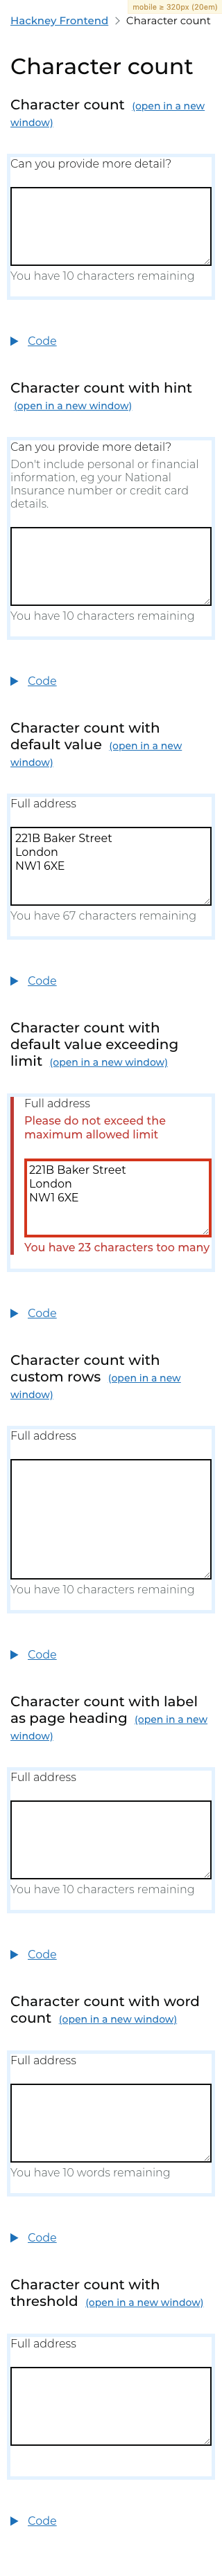 mobile ≥ 320px (20em)
Hackney Frontend > Character count
Character count
Character count (open in a new
window)
Can you provide more detail?
You have 10 characters remaining
Code
Character count with hint
(open in a new window)
Can you provide more detail?
Don't include personal or financial
information, eg your National
Insurance number or credit card
details.
You have 10 characters remaining
Code
Character count with
default value (open in a new
window)
Full address
221B Baker Street
London
NW1 6XE
You have 67 characters remaining
Code
Character count with
default value exceeding
limit (open in a new window)
Full address
Please do not exceed the
maximum allowed limit
221B Baker Street
London
NW1 6XE
You have 23 characters too many
Code
Character count with
custom rows (open in a new
window)
Full address
You have 10 characters remaining
Code
Character count with label
as page heading (open in a new
window)
Full address
You have 10 characters remaining
Code
Character count with word
count (open in a new window)
Full address
You have 10 words remaining
Code
Character count with
threshold (open in a new window)
Full address
Code